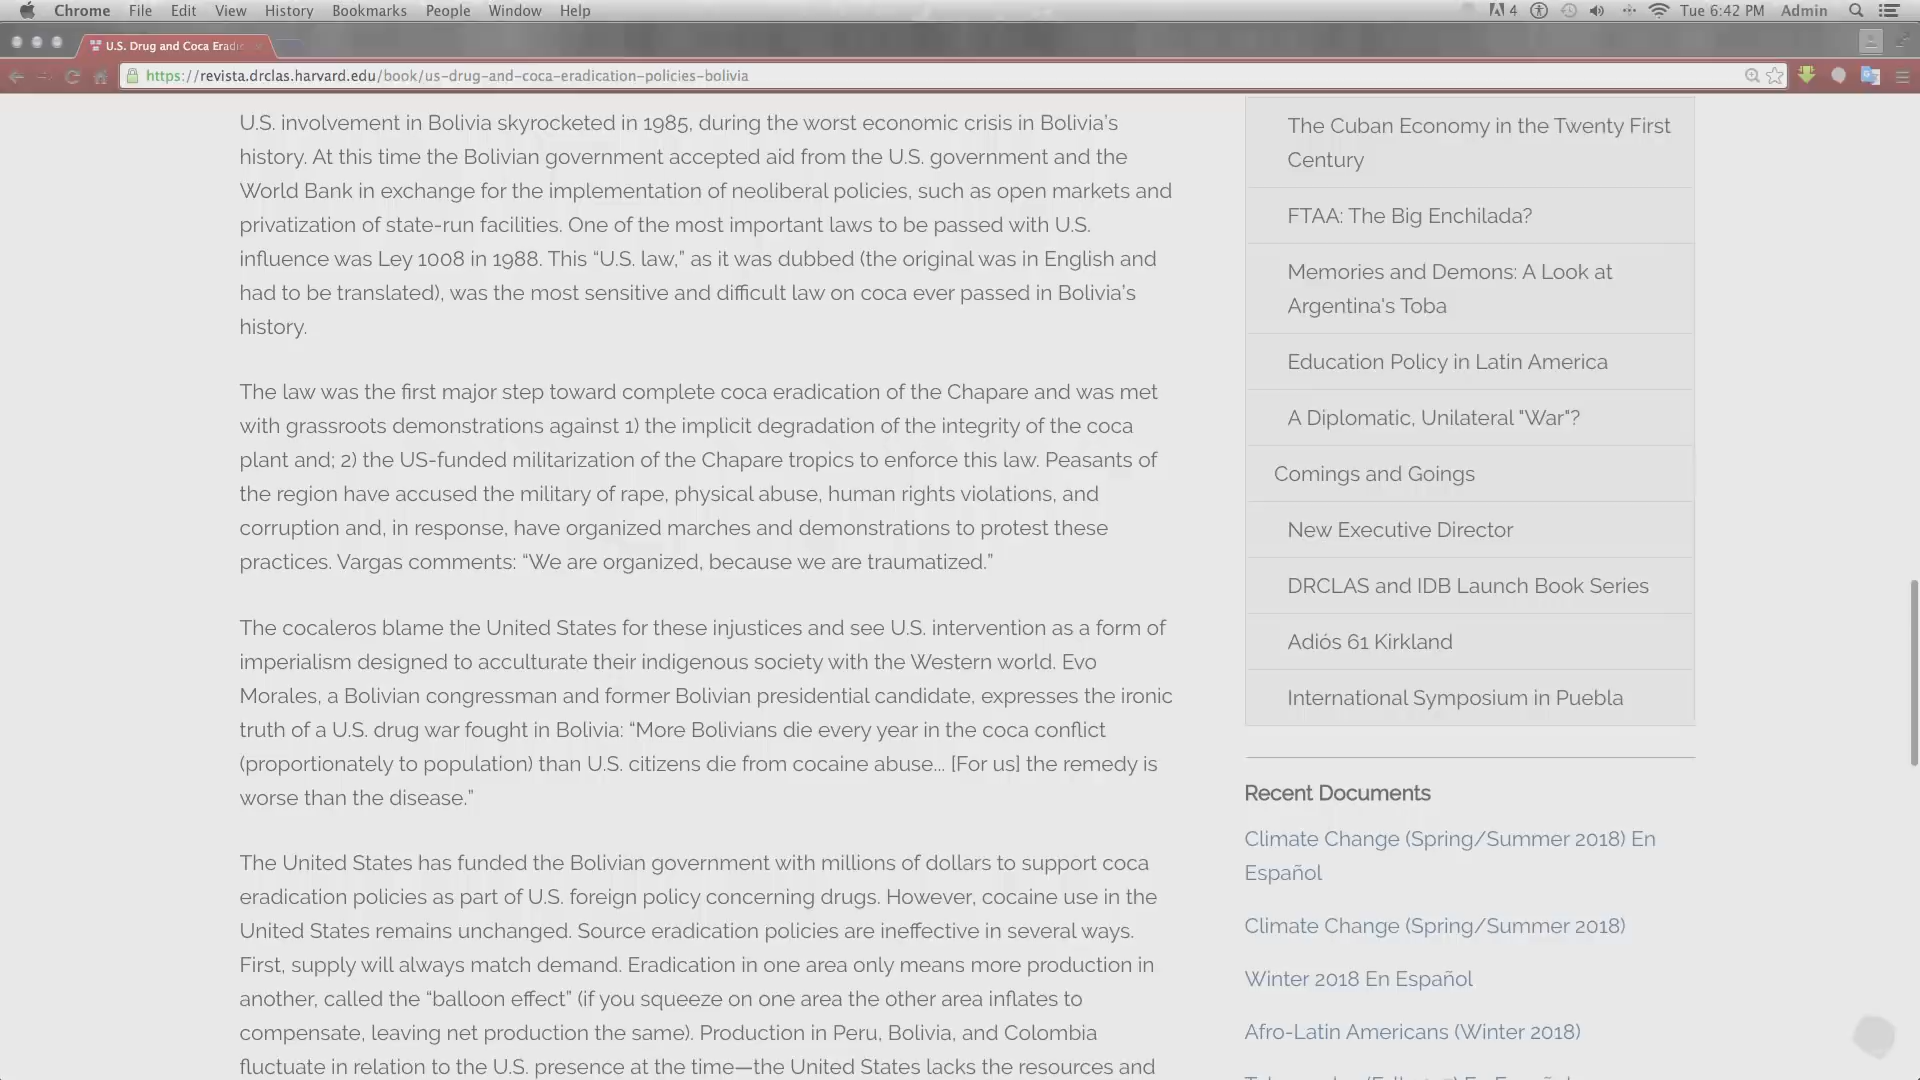 Chrome File Edit View History Bookmarks People Window Help
4 Tue 6:42 PM Admin
U.S. Drug and Coca Eradic
https://revista.drclas.harvard.edu/book/us-drug-and-coca-eradication-policies-bolivia
U.S. involvement in Bolivia skyrocketed in 1985, during the worst economic crisis in Bolivia's
history. At this time the Bolivian government accepted aid from the U.S. government and the
World Bank in exchange for the implementation of neoliberal policies, such as open markets and
privatization of state-run facilities. One of the most important laws to be passed with U.S.
influence was Ley 1008 in 1988. This “U.S. law,” as it was dubbed (the original was in English and
had to be translated), was the most sensitive and difficult law on coca ever passed in Bolivia's
history.
The law was the first major step toward complete coca eradication of the Chapare and was met
with grassroots demonstrations against 1) the implicit degradation of the integrity of the coca
plant and; 2) the US-funded militarization of the Chapare tropics to enforce this law. Peasants of
the region have accused the military of rape, physical abuse, human rights violations, and
corruption and, in response, have organized marches and demonstrations to protest these
practices. Vargas comments: “We are organized, because we are traumatized.”
The cocaleros blame the United States for these injustices and see U.S. intervention as a form of
imperialism designed to acculturate their indigenous society with the Western world. Evo
Morales, a Bolivian congressman and former Bolivian presidential candidate, expresses the ironic
truth of a U.S. drug war fought in Bolivia: “More Bolivians die every year in the coca conflict
(proportionately to population) than U.S. citizens die from cocaine abuse... [For us] the remedy is
worse than the disease.”
The United States has funded the Bolivian government with millions of dollars to support coca
eradication policies as part of U.S. foreign policy concerning drugs. However, cocaine use in the
United States remains unchanged. Source eradication policies are ineffective in several ways.
First, supply will always match demand. Eradication in one area only means more production in
another, called the “balloon effect” (if you squeeze on one area the other area inflates to
compensate, leaving net production the same). Production in Peru, Bolivia, and Colombia
fluctuate in relation to the U.S. presence at the time—the United States lacks the resources and
The Cuban Economy in the Twenty First
Century
FTAA: The Big Enchilada?
Memories and Demons: A Look at
Argentina's Toba
Education Policy in Latin America
A Diplomatic, Unilateral "War"?
Comings and Goings
New Executive Director
DRCLAS and IDB Launch Book Series
Adiós 61 Kirkland
International Symposium in Puebla
Recent Documents
Climate Change (Spring/Summer 2018) En
Español
Climate Change (Spring/Summer 2018)
Winter 2018 En Español
Afro-Latin Americans (Winter 2018)